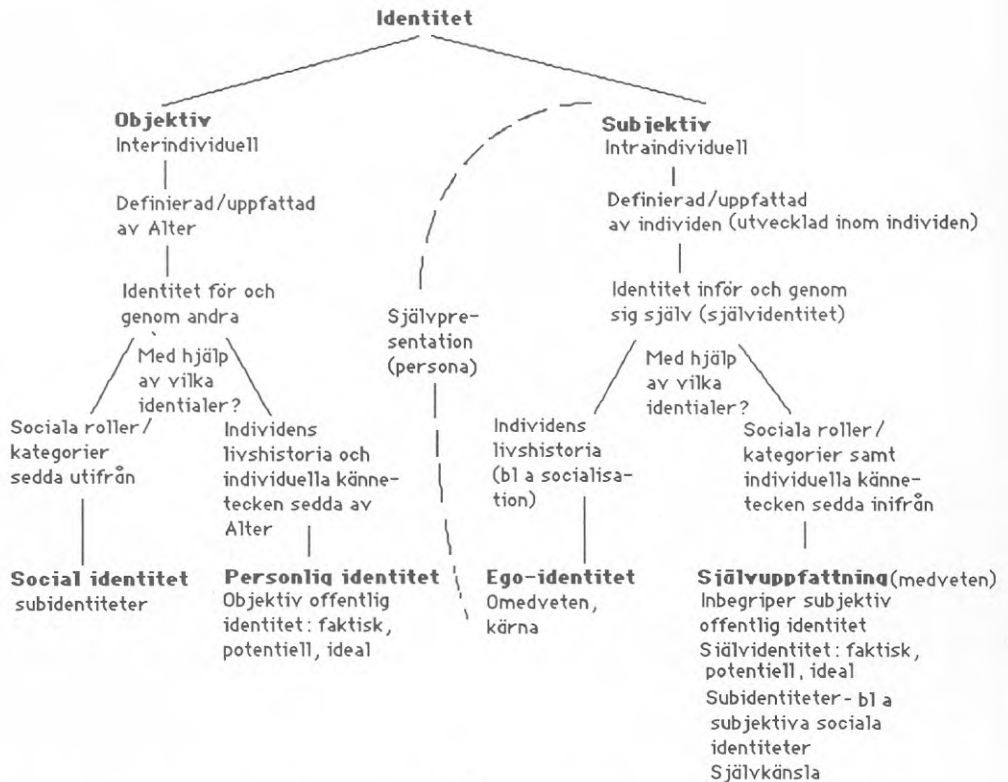 Identitet
Objektiv
Interindividuell
Definierad/uppfattad
av Alter
Identitet för och
genom andra
Med hjälp
av vilka
identialer?
Sociala roller/
kategorier
sedda utifrån
Individens
livshistoria och
individuella känne-
tecken sedda av
Alter
Social identitet
subidentiteter
Personlig identitet
Objektiv offentlig
identitet: faktisk,
potentiell, ideal
Självpre-
sentation
(persona)
Subjektiv
Intraindividuell
Definierad/uppfattad
av individen (utvecklad inom individen)
Identitet inför och genom
sig själv (självidentitet)
Med hjälp
av vilka
identialer?
Individens
livshistoria
(bl a socialisa-
tion)
Sociala roller/
kategorier samt
individuella känne-
tecken sedda inifrån
Ego-identitet
Omedveten,
kärna
Självuppfattning (medveten)
Inbegriper subjektiv
offentlig identitet
Självidentitet: faktisk,
potentiell, ideal
Subidentiteter- bl a
subjektiva sociala
identiteter
Självkänsla